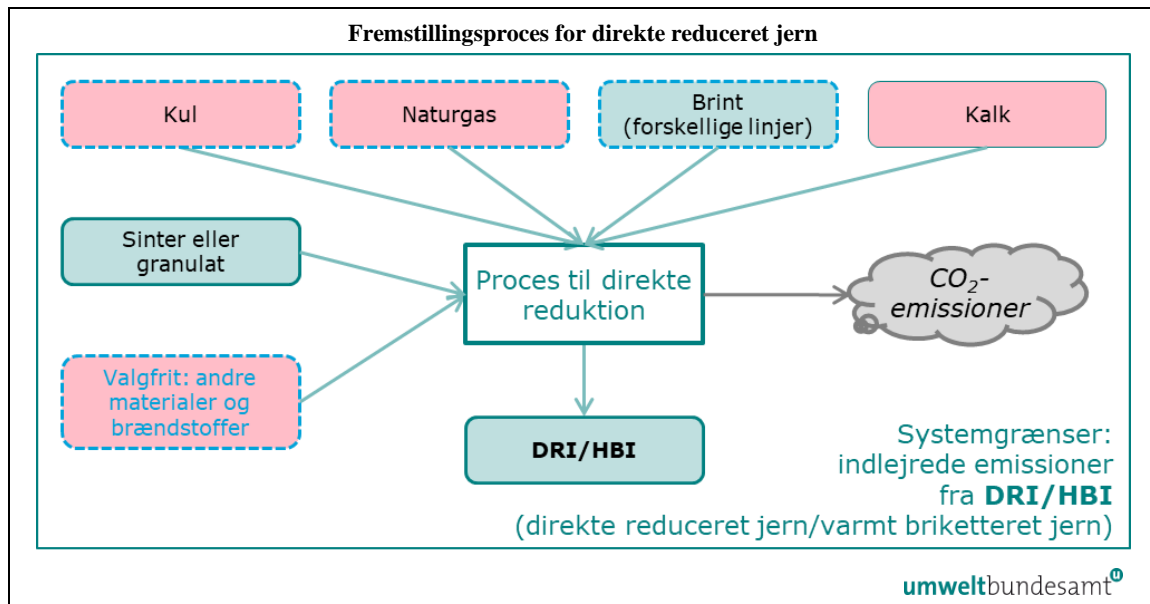 Fremstillingsproces for direkte reduceret jern
Kul
Naturgas
Brint
(forskellige linjer)
Kalk
Sinter eller
granulat
Proces til direkte
reduktion
CO₂-
emissioner
Valgfrit: andre
materialer og
brændstoffer
DRI/HBI
Systemgrænser:
indlejrede emissioner
fra DRI/HBI
(direkte reduceret jern/varmt briketteret jern)
umweltbundesamt
u